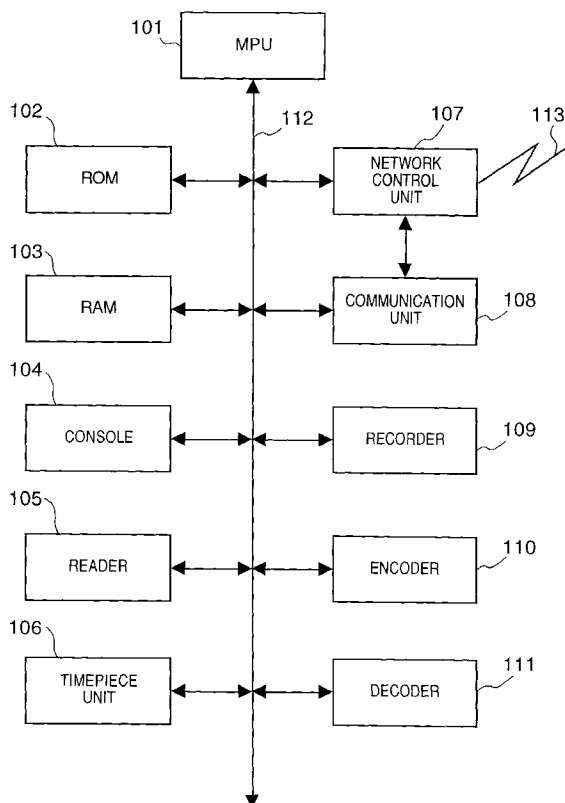 101
MPU
102
112
107
113
ROM
NETWORK
CONTROL
UNIT
103
RAM
COMMUNICATION
UNIT
108
104
CONSOLE
RECORDER
109
105
READER
ENCODER
110
106
TIMEPIECE
UNIT
DECODER
111